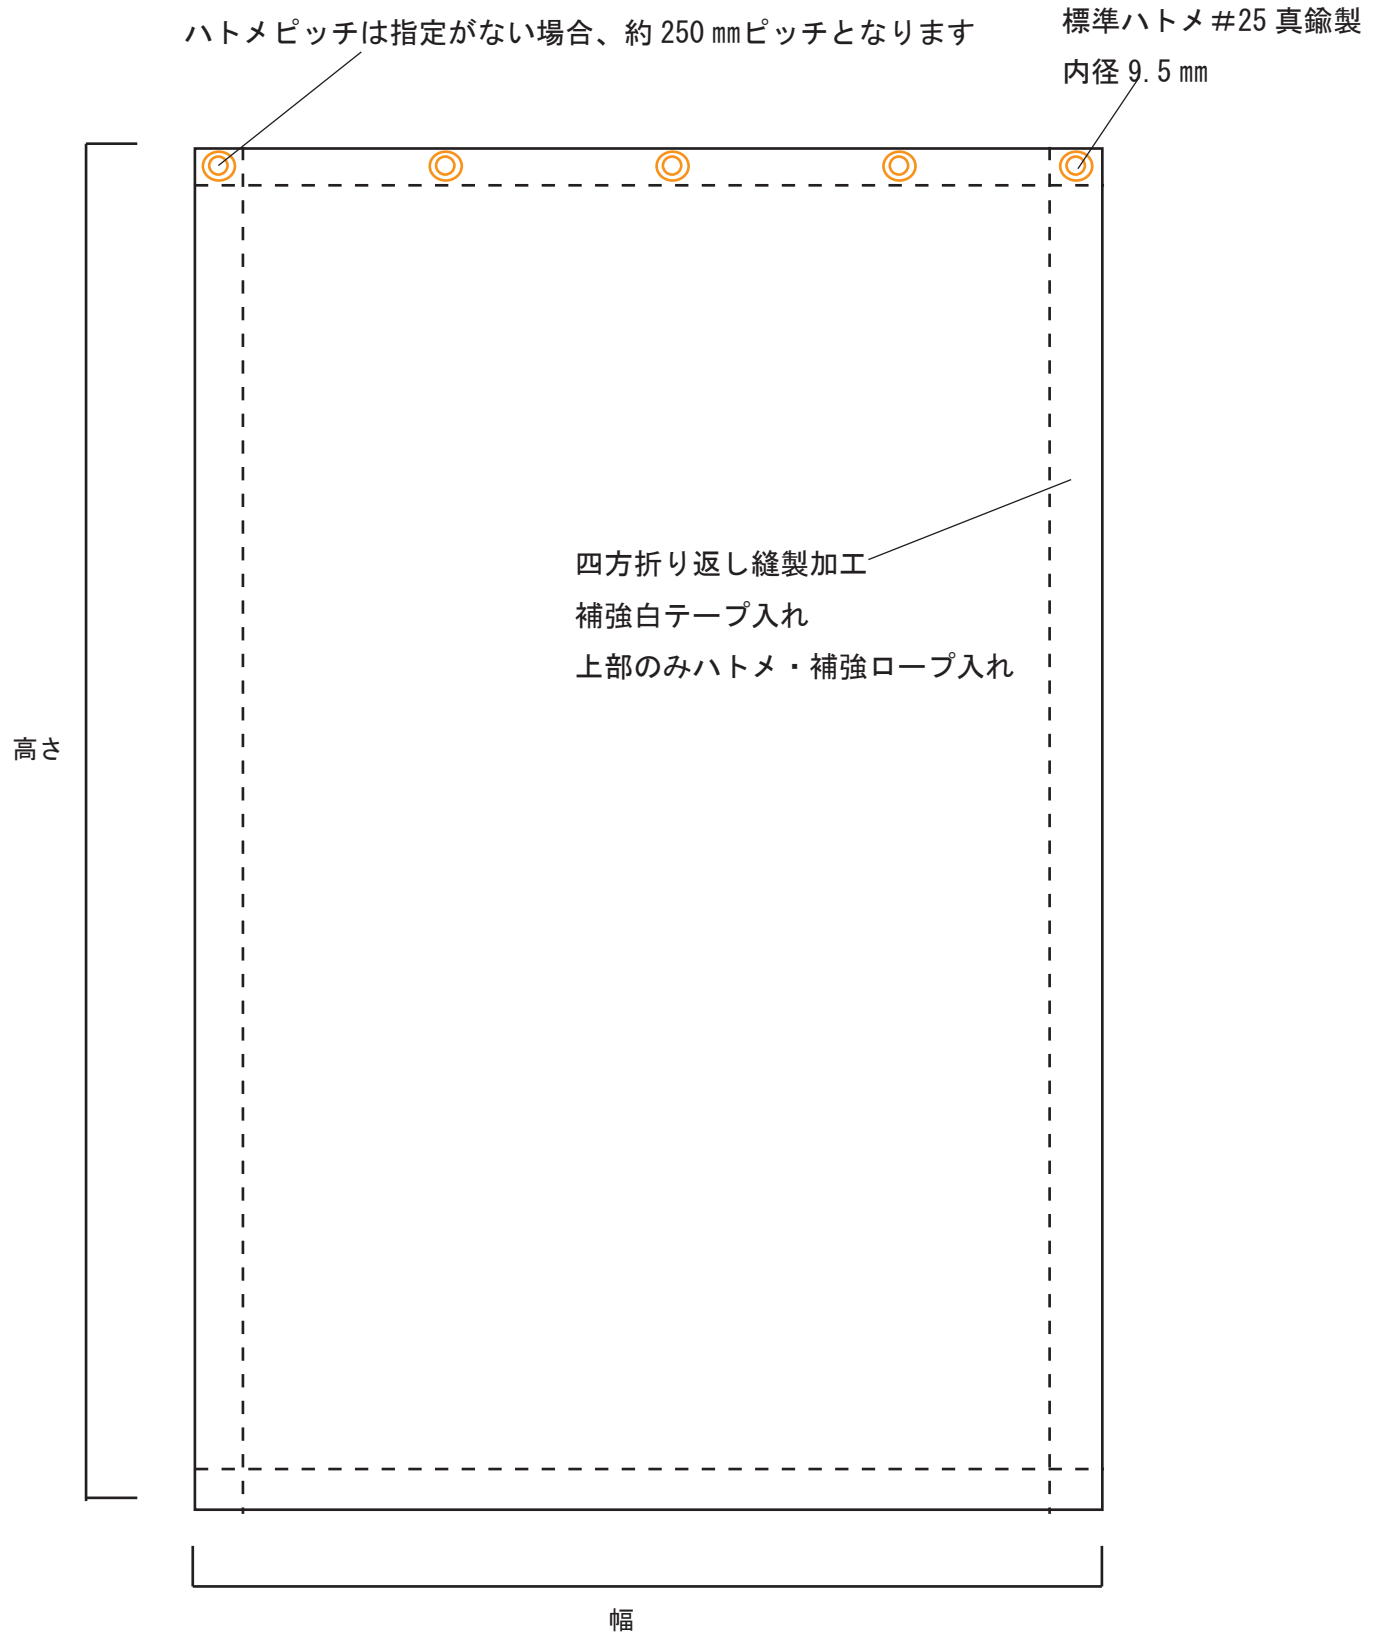 ハトメピッチは指定がない場合、約 250 ㎜ピッチとなります
標準ハトメ＃25 真鍮製
内径 9.5 ㎜
四方折り返し縫製加工
補強白テープ入れ
上部のみハトメ・補強ロープ入れ
高さ
幅